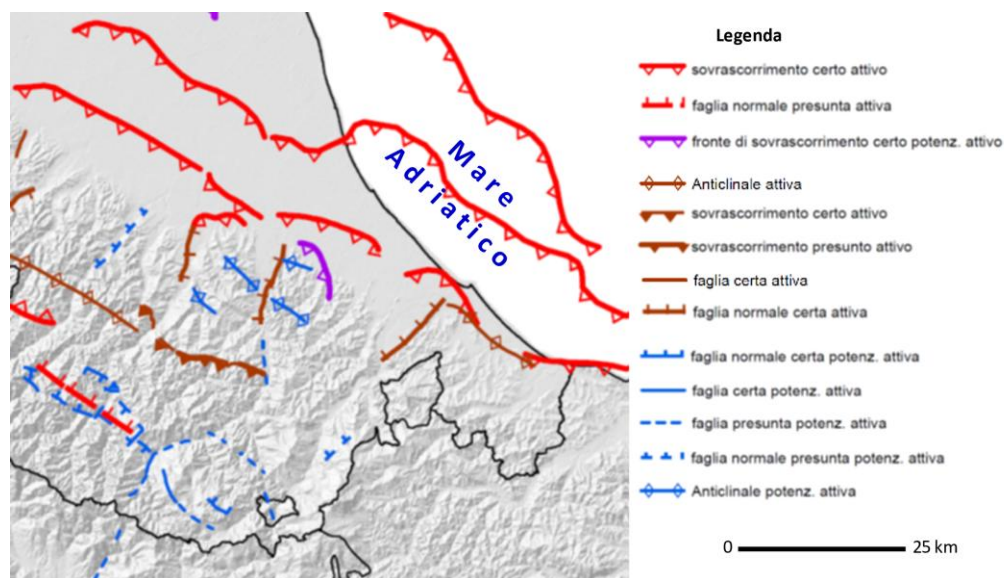 Mare
Adriatico
Legenda
sovrascorrimento certo attivo
faglia normale presunta attiva
fronte di sovrascorrimento certo potenz. attivo
Anticlinale attiva
sovrascorrimento certo attivo
sovrascorrimento presunto attivo
faglia certa attiva
faglia normale certa attiva
faglia normale certa potenz. attiva
faglia certa potenz. attiva
faglia presunta potenz. attiva
faglia normale presunta potenz. attiva
Anticlinale potenz. attiva
0 25 km